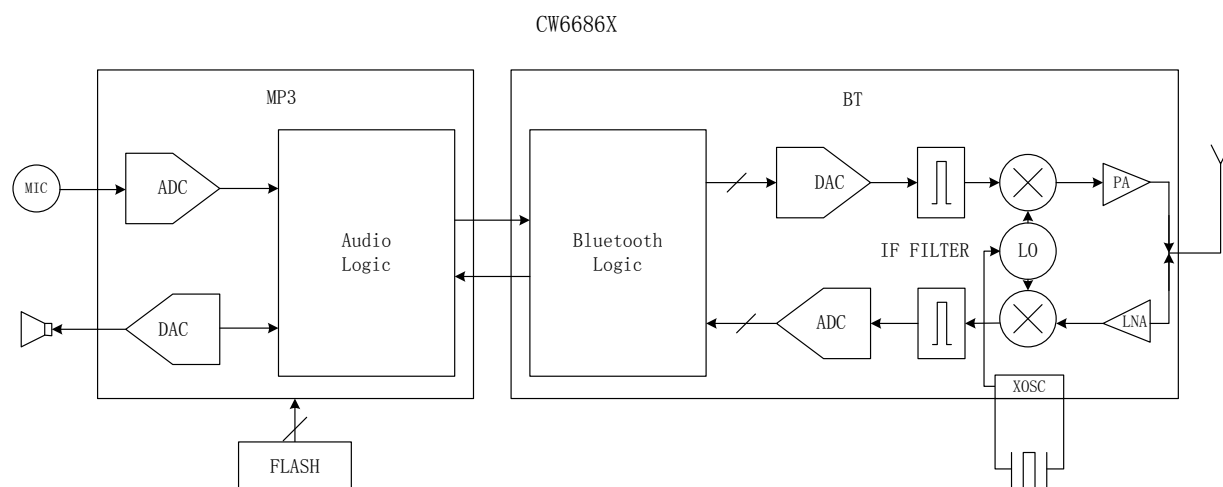 CW6686X
MP3
BT
MIC
ADC
DAC
PA
Audio
Logic
Bluetooth
Logic
IF FILTER
LO
DAC
ADC
LNA
XOSC
FLASH